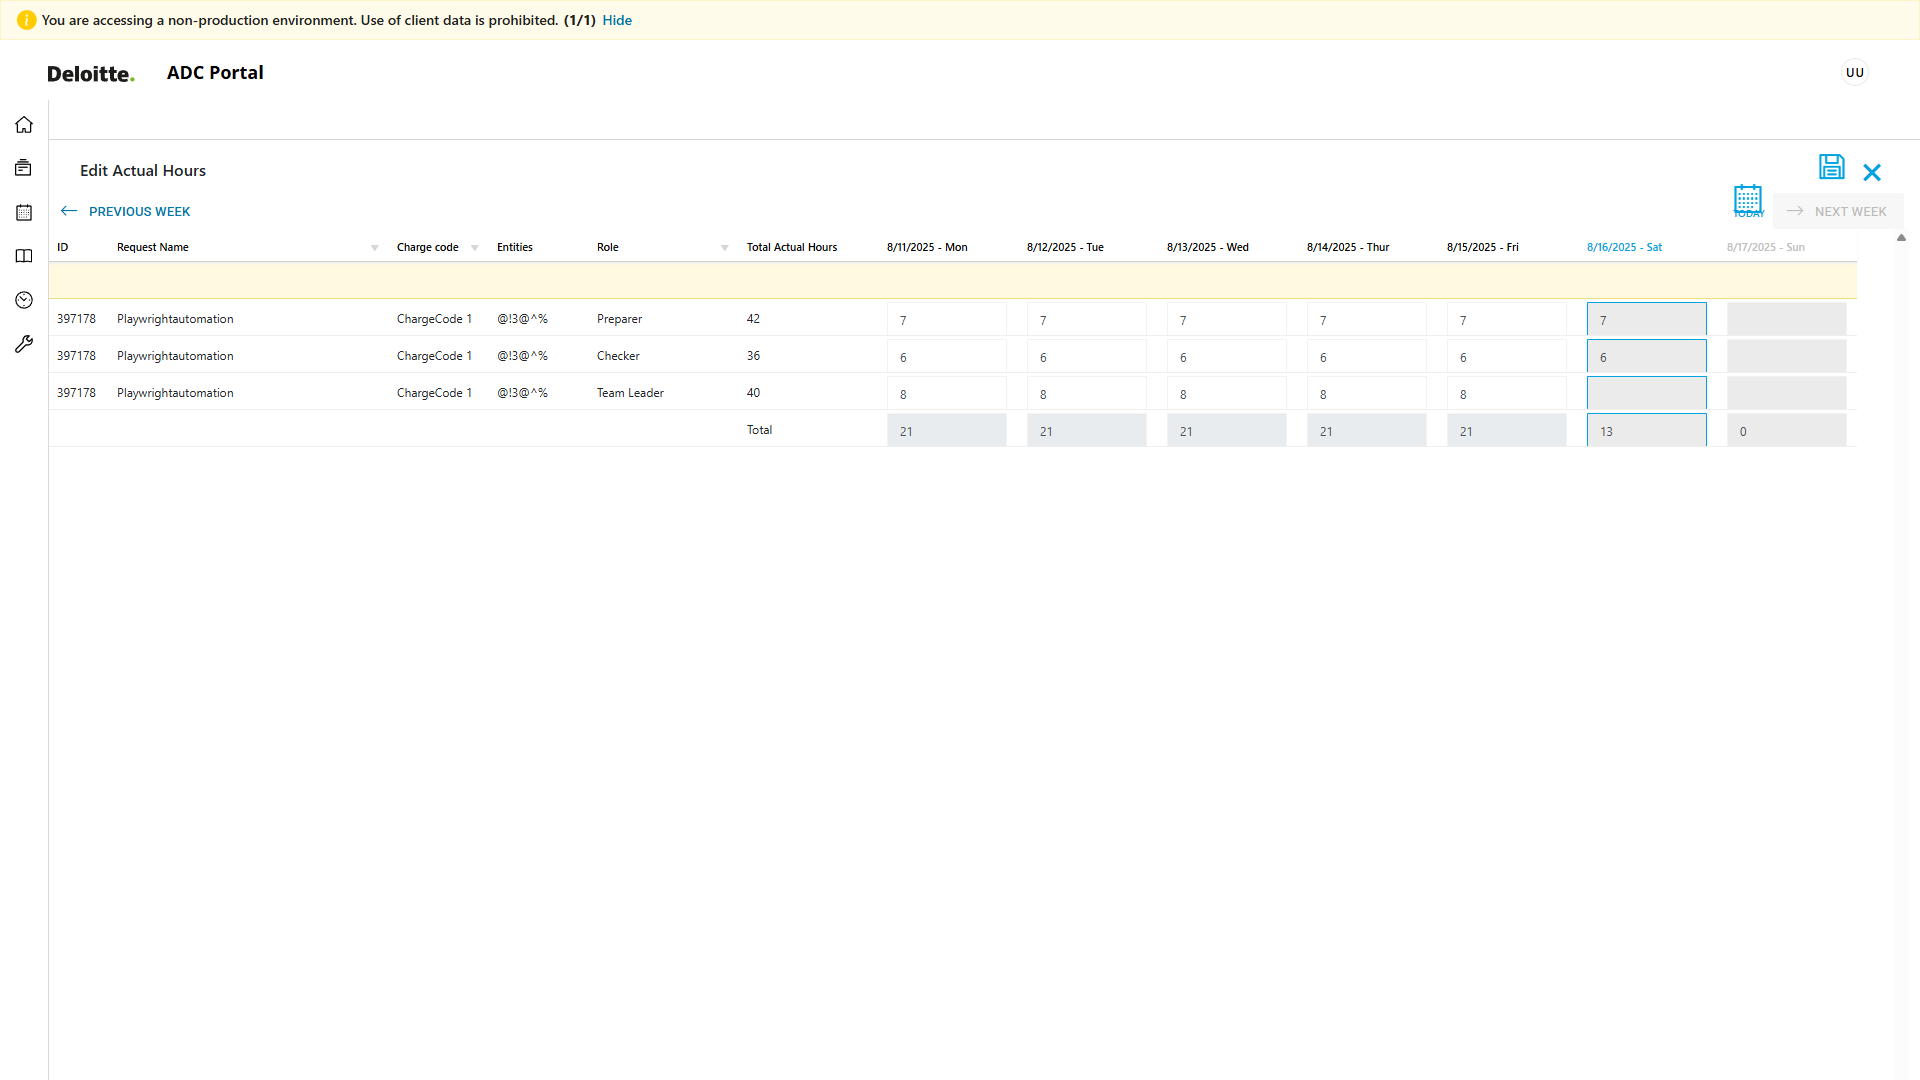 You are accessing a non-production environment. Use of client data is prohibited. (1/1) Hide
Deloitte. ADC Portal UU
Edit Actual Hours
PREVIOUS WEEK TODAY NEXT WEEK
ID Request Name Charge code Entities Role Total Actual Hours 8/11/2025 - Mon 8/12/2025 - Tue 8/13/2025 - Wed 8/14/2025 - Thur 8/15/2025 - Fri 8/16/2025 - Sat 8/17/2025 - Sun
397178 Playwrightautomation ChargeCode 1 @!3@^% Preparer 42 7 7 7 7 7 7
397178 Playwrightautomation ChargeCode 1 @!3@^% Checker 36 6 6 6 6 6 6
397178 Playwrightautomation ChargeCode 1 @!3@^% Team Leader 40 8 8 8 8 8
Total 21 21 21 21 21 13 0